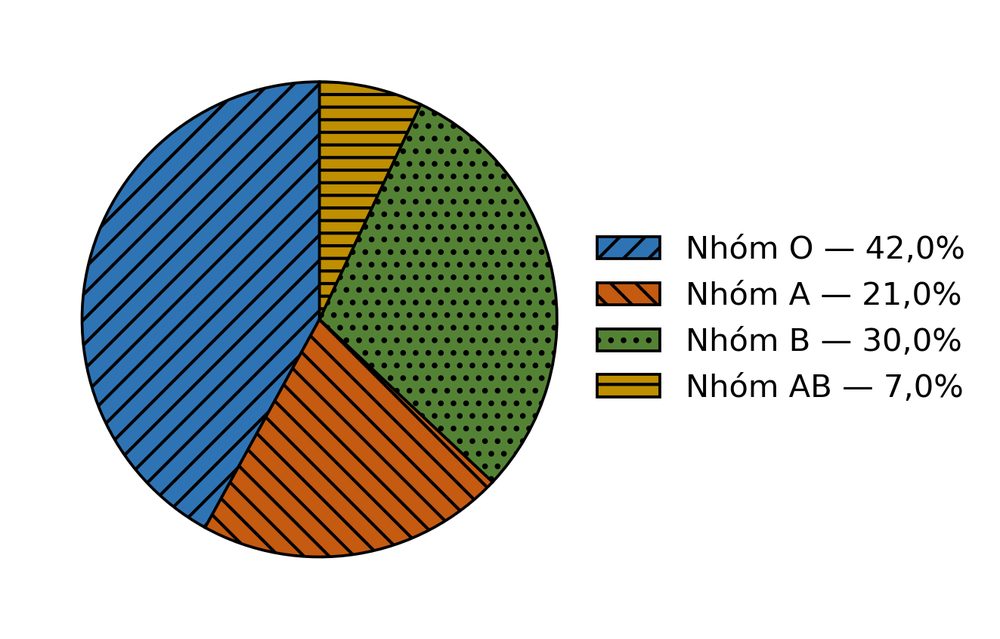 Nhóm O — 42,0%
Nhóm A — 21,0%
Nhóm B — 30,0%
Nhóm AB — 7,0%